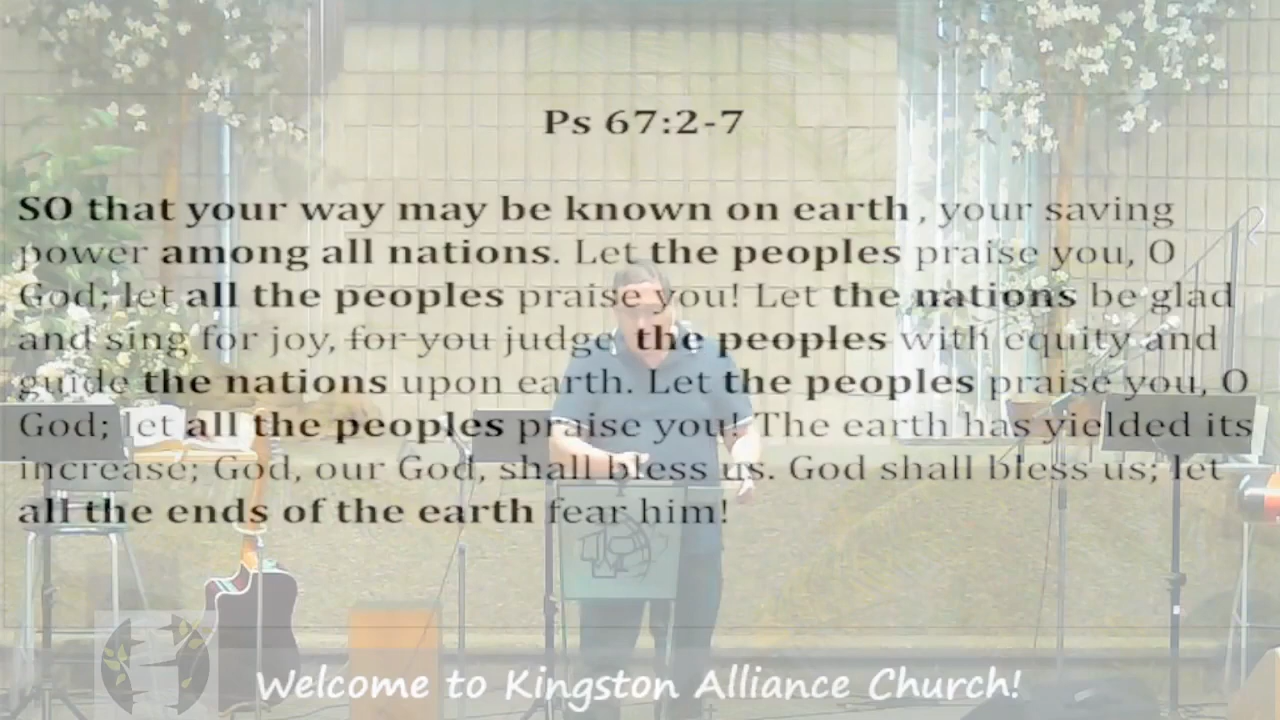 Ps 67:2-7
SO that your way may be known on earth, your saving
power among all nations. Let the peoples praise you, O
God; let all the peoples praise you! Let the nations be glad
and sing for joy, for you judge the peoples with equity and
guide the nations upon earth. Let the peoples praise you, O
God; let all the peoples praise you! The earth has yielded its
increase; God, our God, shall bless us. God shall bless us; let
all the ends of the earth fear him!
Welcome to Kingston Alliance Church!